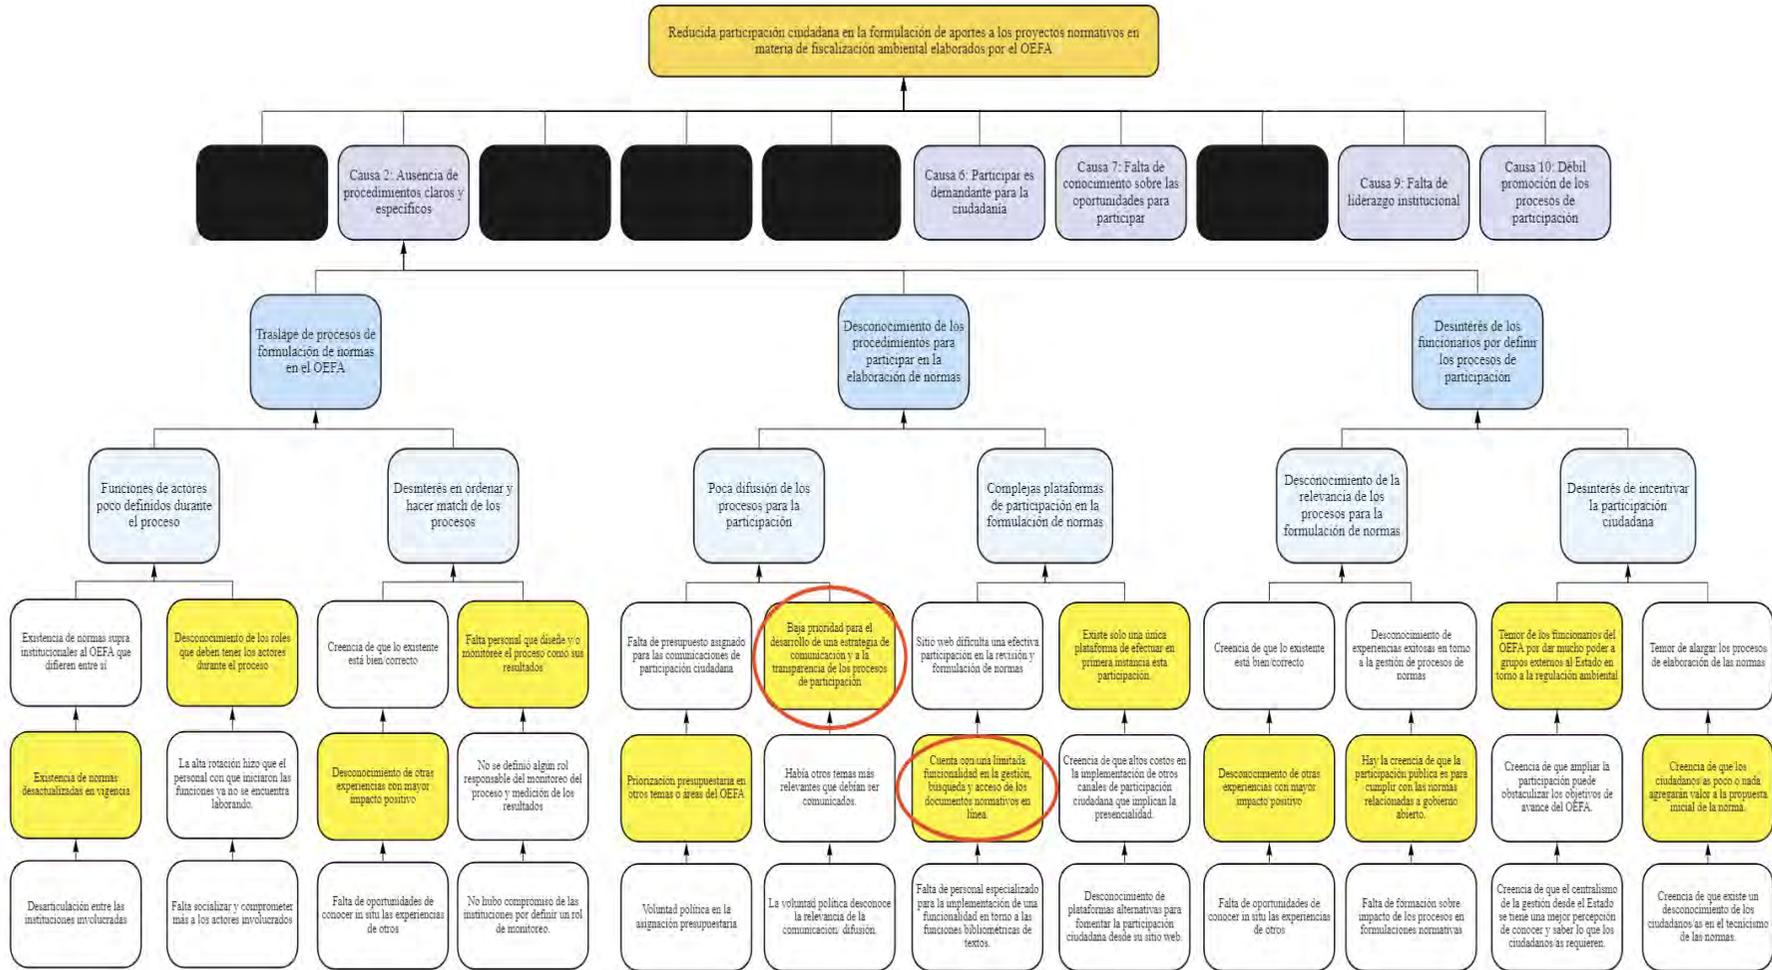 Reducida participación ciudadana en la formulación de aportes a los proyectos normativos en
materia de fiscalización ambiental elaborados por el OEFA
Causa 2: Ausencia de
procedimientos claros y
específicos
Causa 6: Participar es
demandante para la
ciudadanía
Causa 7: Falta de
conocimiento sobre las
oportunidades para
participar
Causa 9: Falta de
liderazgo institucional
Causa 10: Débil
promoción de los
procesos de
participación
Traslape de procesos de
formulación de normas
en el OEFA
Desconocimiento de los
procedimientos para
participar en la
elaboración de normas
Desinterés de los
funcionarios por definir
los procesos de
participación
Funciones de actores
poco definidos durante
el proceso
Desinterés en ordenar y
hacer match de los
procesos
Poca difusión de los
procesos para la
participación
Complejas plataformas
de participación en la
formulación de normas
Desconocimiento de la
relevancia de los
procesos para la
formulación de normas
Desinterés de incentivar
la participación
ciudadana
Existencia de normas supra
institucionales al OEFA que
difieren entre sí
Desconocimiento de los roles
que deben tener los actores
durante el proceso
Creencia de que lo existente
está bien/correcto
Falta personal que diseñe y/o
monitoree el proceso como sus
resultados
Falta de presupuesto asignado
para las comunicaciones de
participación ciudadana
Baja prioridad para el
desarrollo de una estrategia de
comunicación y a la
transparencia de los procesos
de participación
Sitio web dificulta una efectiva
participación en la revisión y
formulación de normas
Existe solo una única
plataforma de efectuar en
primera instancia esta
participación.
Creencia de que lo existente
está bien/correcto
Desconocimiento de
experiencias exitosas en torno
a la gestión de procesos de
normas
Temor de los funcionarios del
OEFA por dar mucho poder a
grupos externos al Estado en
torno a la regulación ambiental
Temor de alargar los procesos
de elaboración de las normas
Existencia de normas
desactualizadas en vigencia
La alta rotación hizo que el
personal con que iniciaron las
funciones ya no se encuentra
laborando.
Desconocimiento de otras
experiencias con mayor
impacto positivo
No se definió algún rol
responsable del monitoreo del
proceso y medición de los
resultados
Priorización presupuestaria en
otros temas o áreas del OEFA
Había otros temas más
relevantes que debían ser
comunicados.
Cuenta con una limitada
funcionalidad en la gestión,
búsqueda y acceso de los
documentos normativos en
línea.
Creencia de que altos costos en
la implementación de otros
canales de participación
ciudadana que implican la
presencialidad.
Desconocimiento de otras
experiencias con mayor
impacto positivo
Hay la creencia de que la
participación pública es para
cumplir con las normas
relacionadas a gobierno
abierto.
Creencia de que ampliar la
participación puede
obstaculizar los objetivos de
avance del OEFA.
Creencia de que los
ciudadanos/as poco o nada
agregarán valor a la propuesta
inicial de la norma.
Desarticulación entre las
instituciones involucradas
Falta socializar y comprometer
más a los actores involucrados
Falta de oportunidades de
conocer in situ las experiencias
de otros
No hubo compromiso de las
instituciones por definir un rol
de monitoreo.
Voluntad política en la
asignación presupuestaria
La voluntad política desconoce
la relevancia de la
comunicación difusión.
Falta de personal especializado
para la implementación de una
funcionalidad en torno a las
funciones bibliométricas de
textos.
Desconocimiento de
plataformas alternativas para
fomentar la participación
ciudadana desde su sitio web.
Falta de oportunidades de
conocer in situ las experiencias
de otros
Falta de formación sobre
impacto de los procesos en
formulaciones normativas
Creencia de que el centralismo
de la gestión desde el Estado
se tiene una mejor percepción
de conocer y saber lo que los
ciudadanos/as requieren.
Creencia de que existe un
desconocimiento de los
ciudadanos/as en el tecnicismo
de las normas.